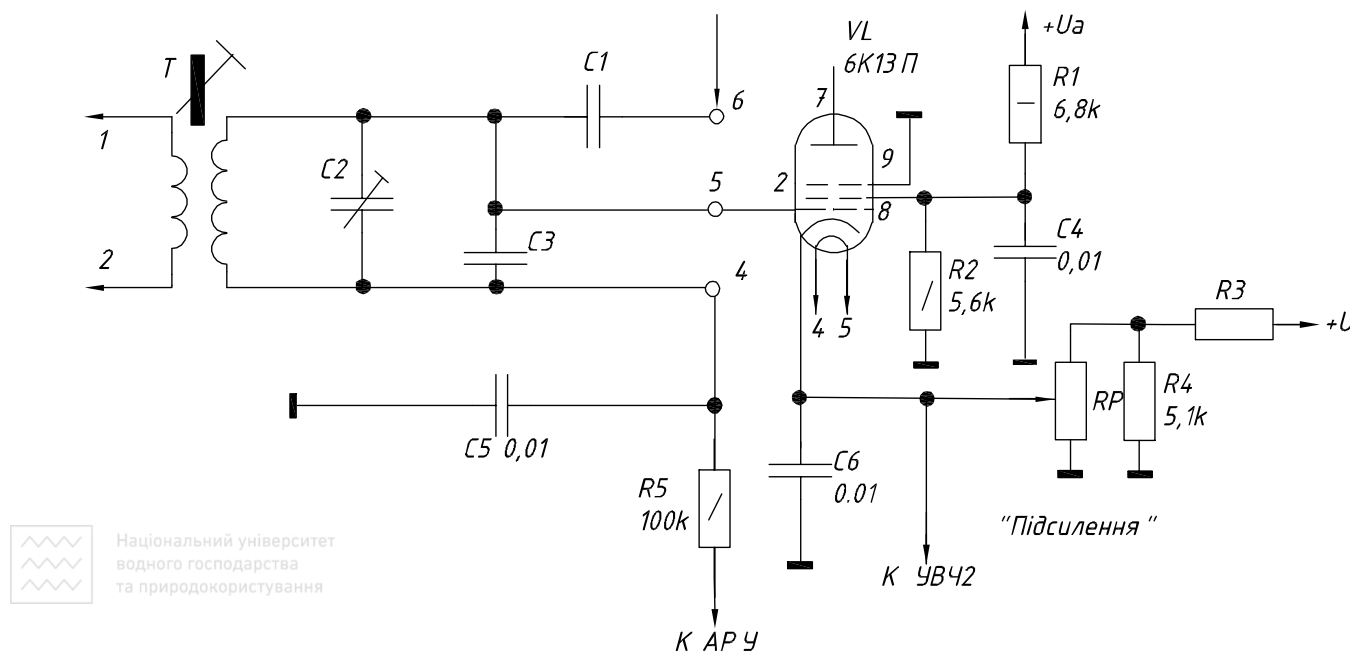 VL
6К13 П
+Uа
T
C1
7
R1
6,8k
1
6
9
C2
2
5
8
2
C3
C4
0,01
4
R2
5,6k
4 5
R3
+U
RP
R4
5,1k
C5 0,01
C6
0.01
R5
100k
"Підсилення "
К УВЧ2
К АРУ
Національний університет
водного господарства
та природокористування